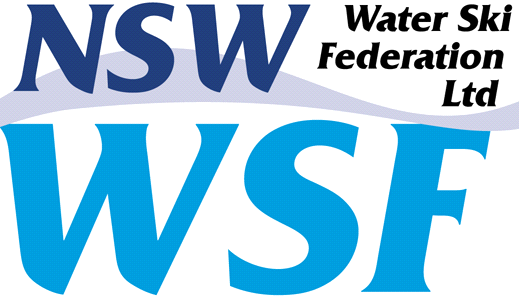 NSW
Water Ski
Federation
Ltd
WSF